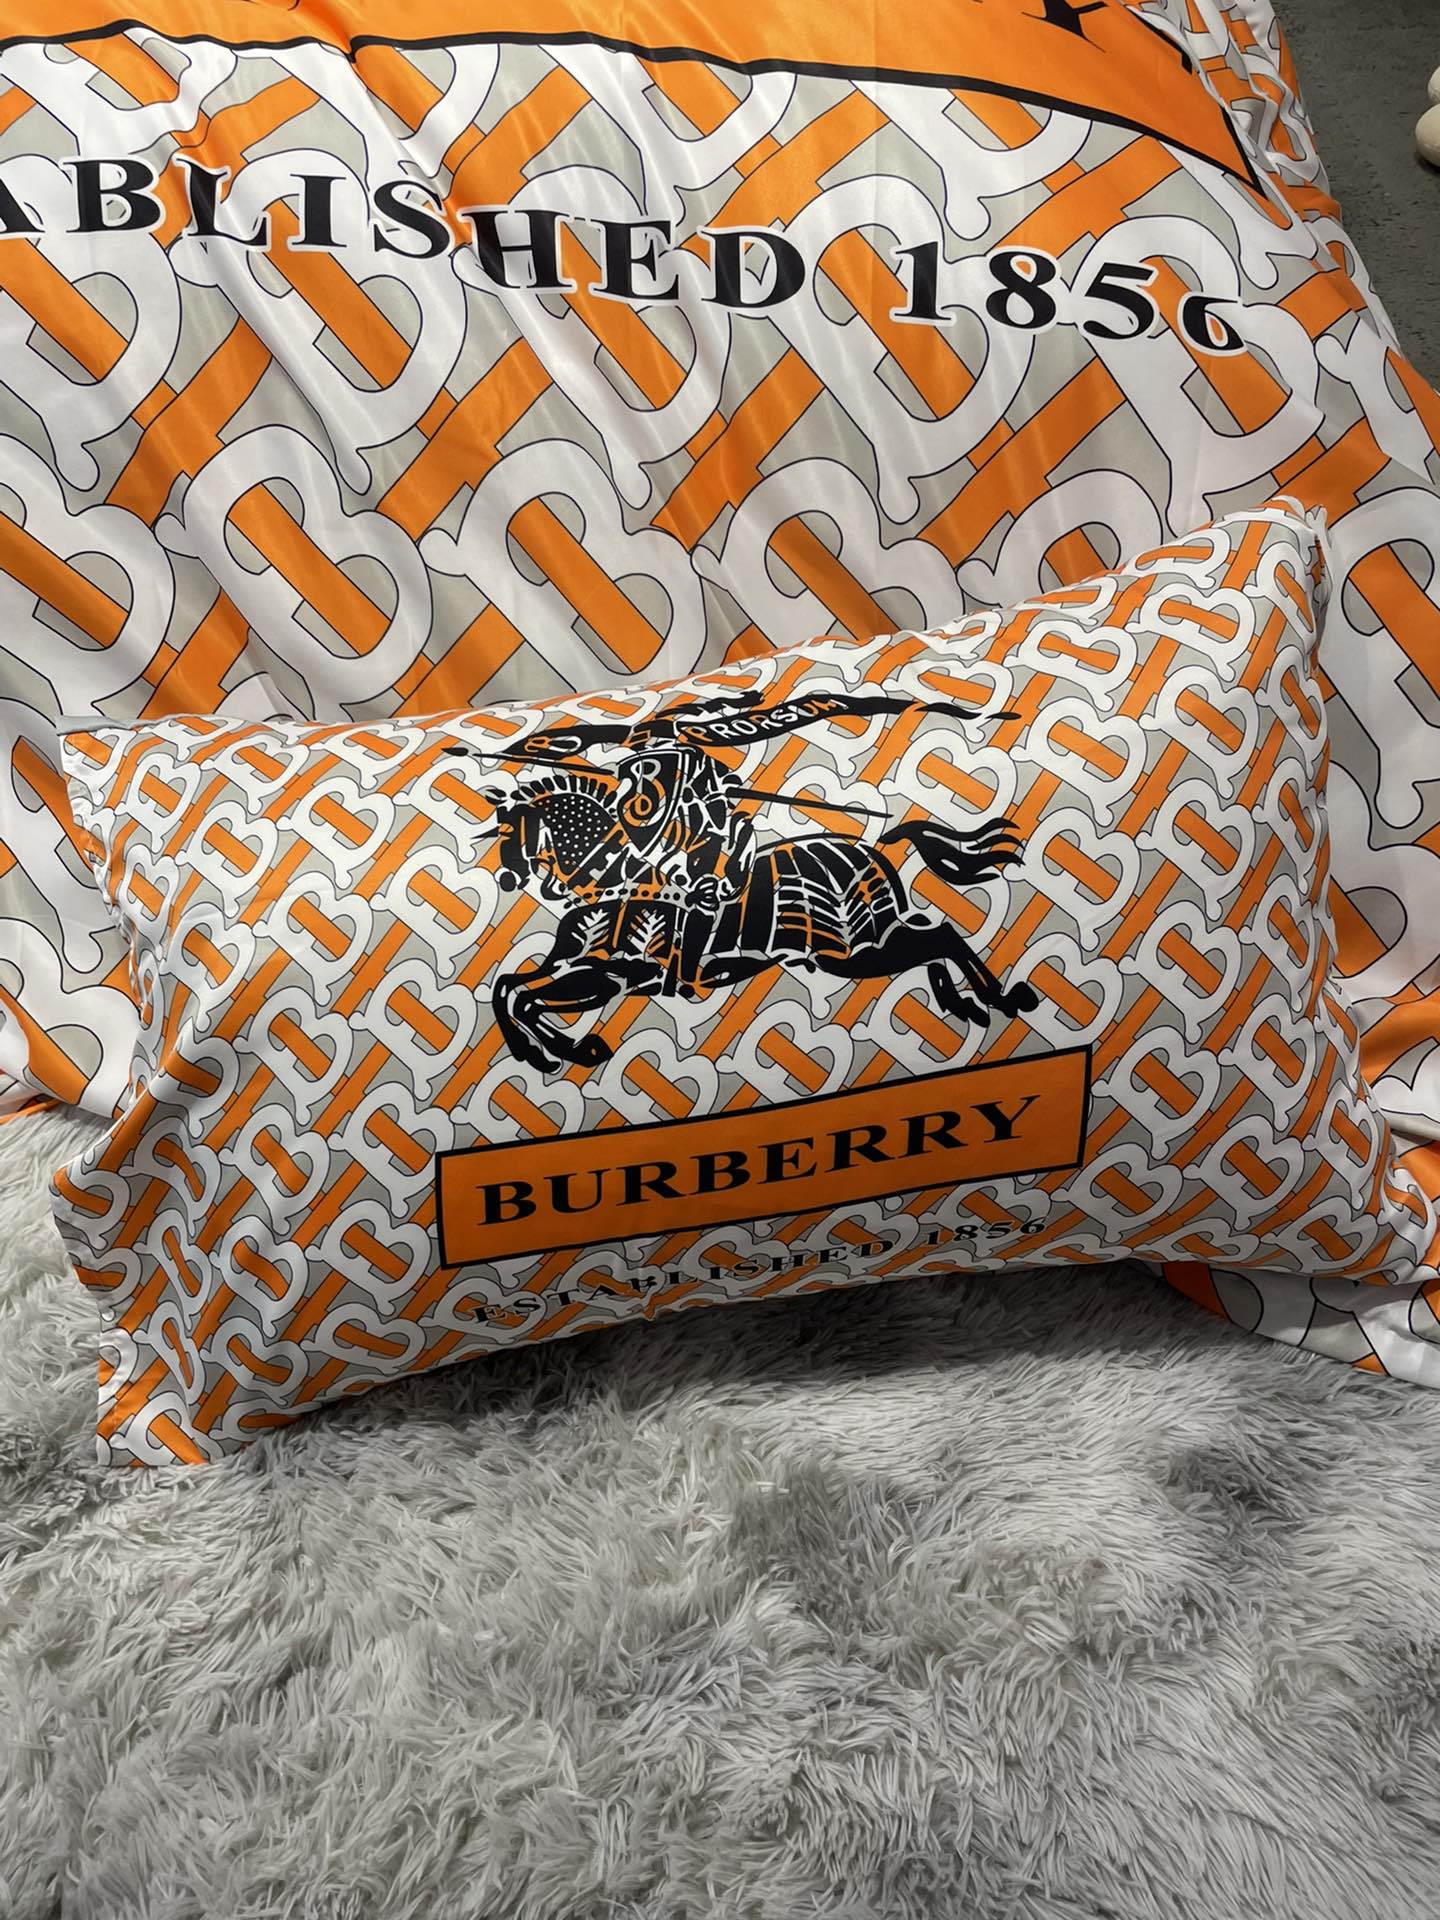 ABLISHED 1856
PRORSUM
B
BURBERRY
ESTABLISHED 1856